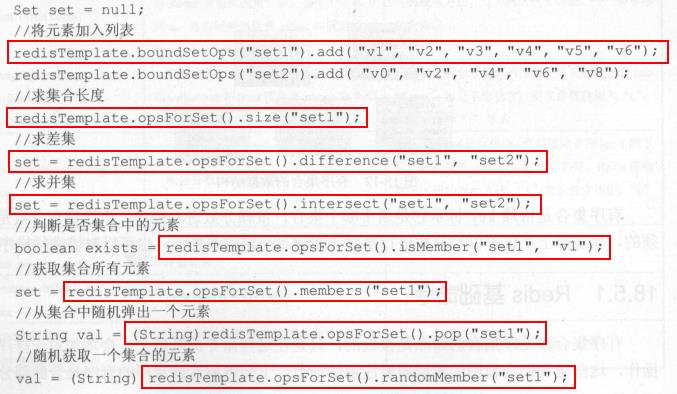 Set set = null;
//将元素加入列表
redisTemplate.boundSetOps("set1").add( "v1", "v2", "v3", "v4", "v5", "v6");
redisTemplate.boundSetOps("set2").add( "v0", "v2", "v4", "v6", "v8");
//求集合长度
redisTemplate.opsForSet().size("set1");
//求差集
set = redisTemplate.opsForSet().difference("set1", "set2");
//求并集
set = redisTemplate.opsForSet().intersect("set1", "set2");
//判断是否集合中的元素
boolean exists = redisTemplate.opsForSet().isMember("set1", "v1");
//获取集合所有元素
set = redisTemplate.opsForSet().members("set1");
//从集合中随机弹出一个元素
String val = (String)redisTemplate.opsForSet().pop("set1");
//随机获取一个集合的元素
val = (String) redisTemplate.opsForSet().randomMember("set1");